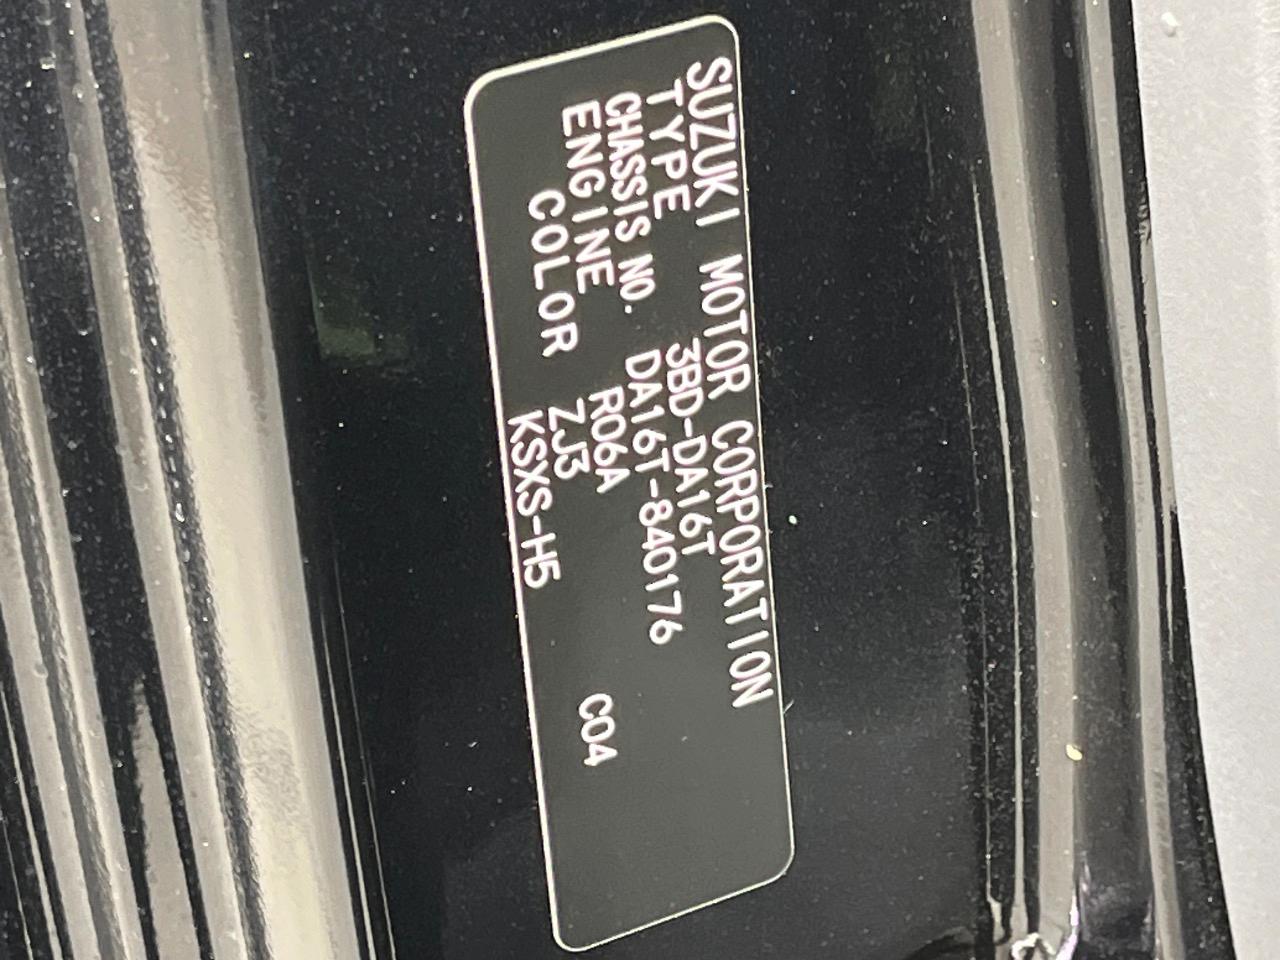 SUZUKI MOTOR CORPORATION
TYPE 3BD-DA16T
CHASSIS NO. DA16T-840176
ENGINE R06A
COLOR ZJ3 C04
KSXS-H5